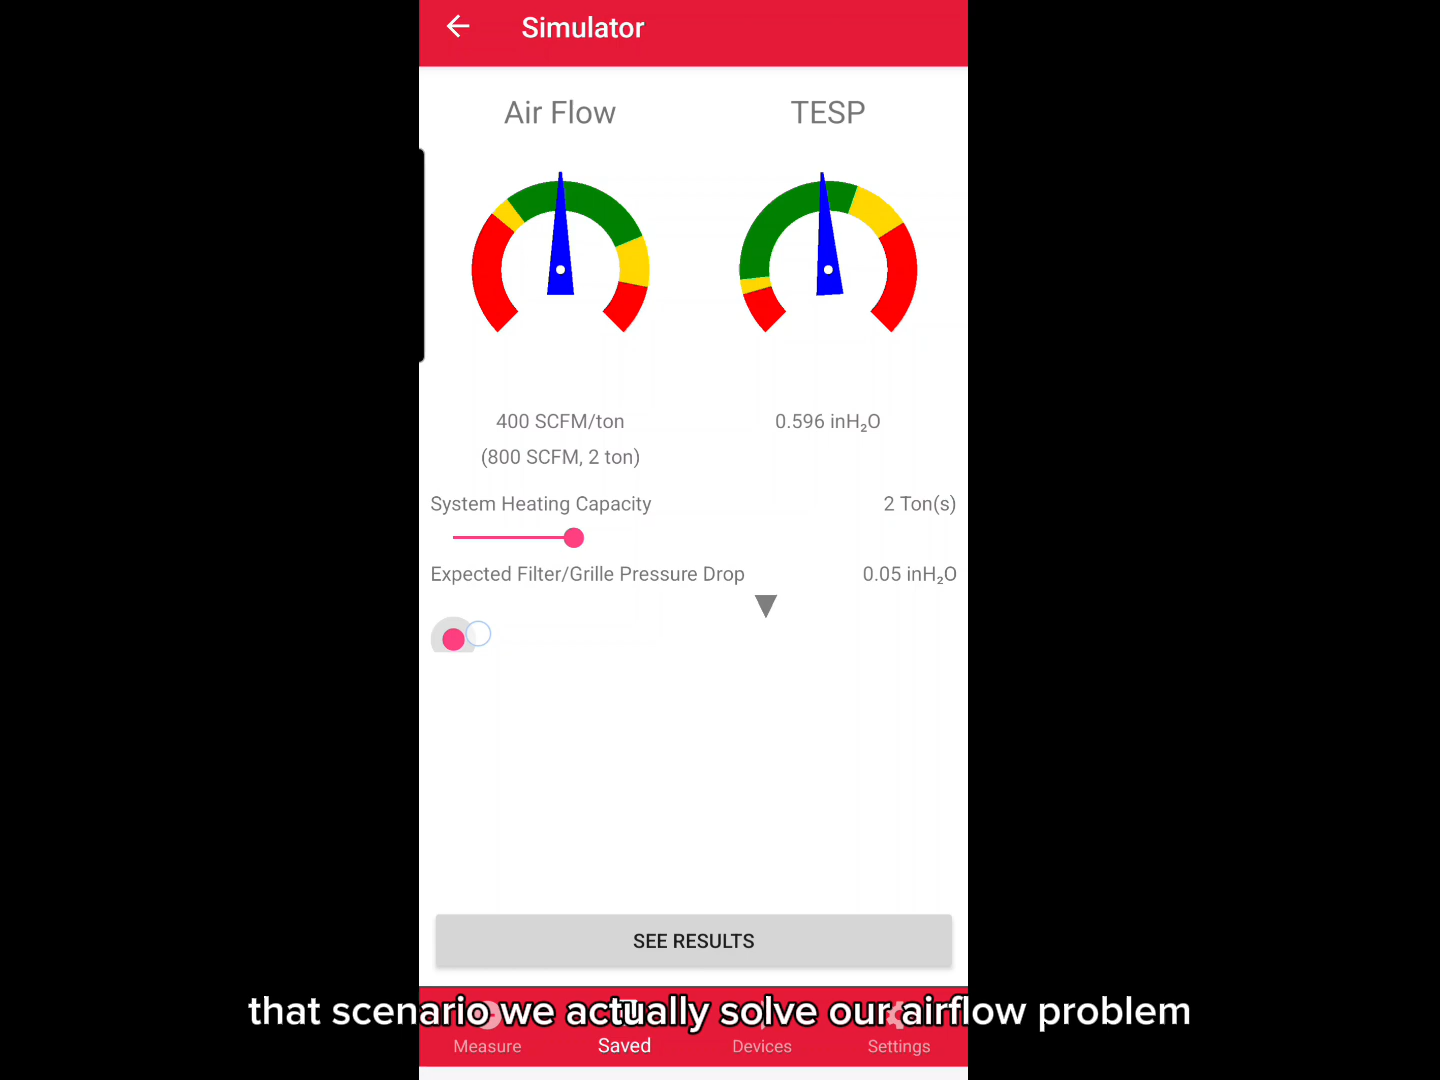 Simulator
Air Flow
TESP
400 SCFM/ton
0.596 inH₂O
(800 SCFM, 2 ton)
System Heating Capacity
2 Ton(s)
Expected Filter/Grille Pressure Drop
0.05 inH₂O
SEE RESULTS
that scenario we actually solve our airflow problem
Measure
Saved
Devices
Settings